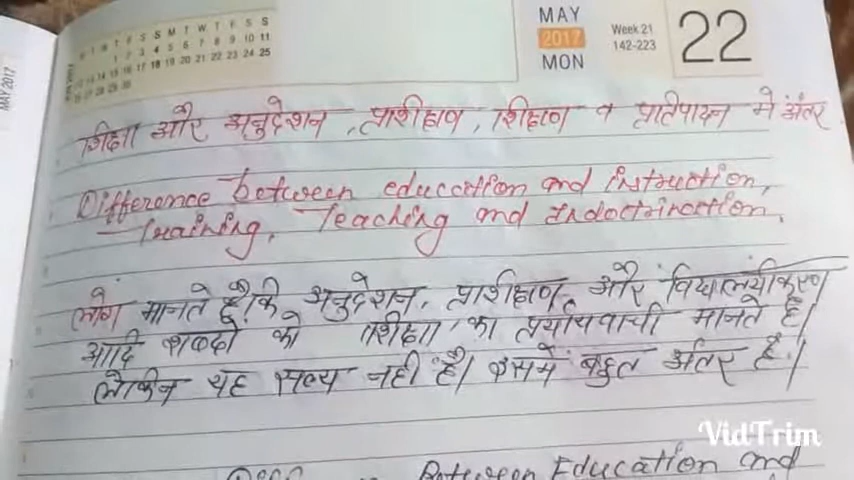 MAY
2017
MON
Week 21
142-223
22
MAY 2017
शिक्षा और अनुदेशन, प्रशिक्षण, शिक्षण व प्रतिपादन मे अंतर
Difference between education and instruction,
Training, Teaching and Indoctrination.
लोग मानते है कि अनुदेशन, प्रशिक्षण और विद्यालयीकरण
आदि शब्दो को शिक्षा का पर्यायवाची मानते है।
लेकिन यह सत्य नही है। इसमें बहुत अंतर है।
Between Education and
VidTrim